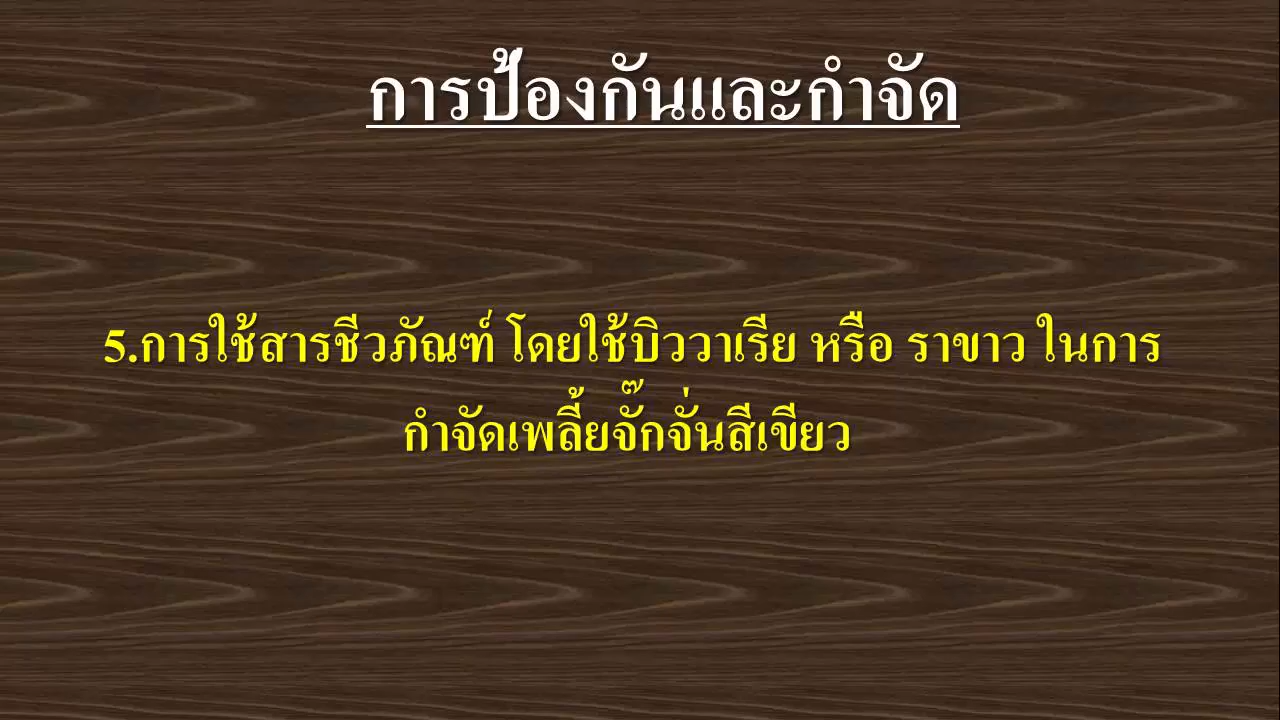 การป้องกันและกำจัด
5.การใช้สารชีวภัณฑ์ โดยใช้บิววาเรีย หรือ ราขาว ในการ
กำจัดเพลี้ยจั๊กจั่นสีเขียว